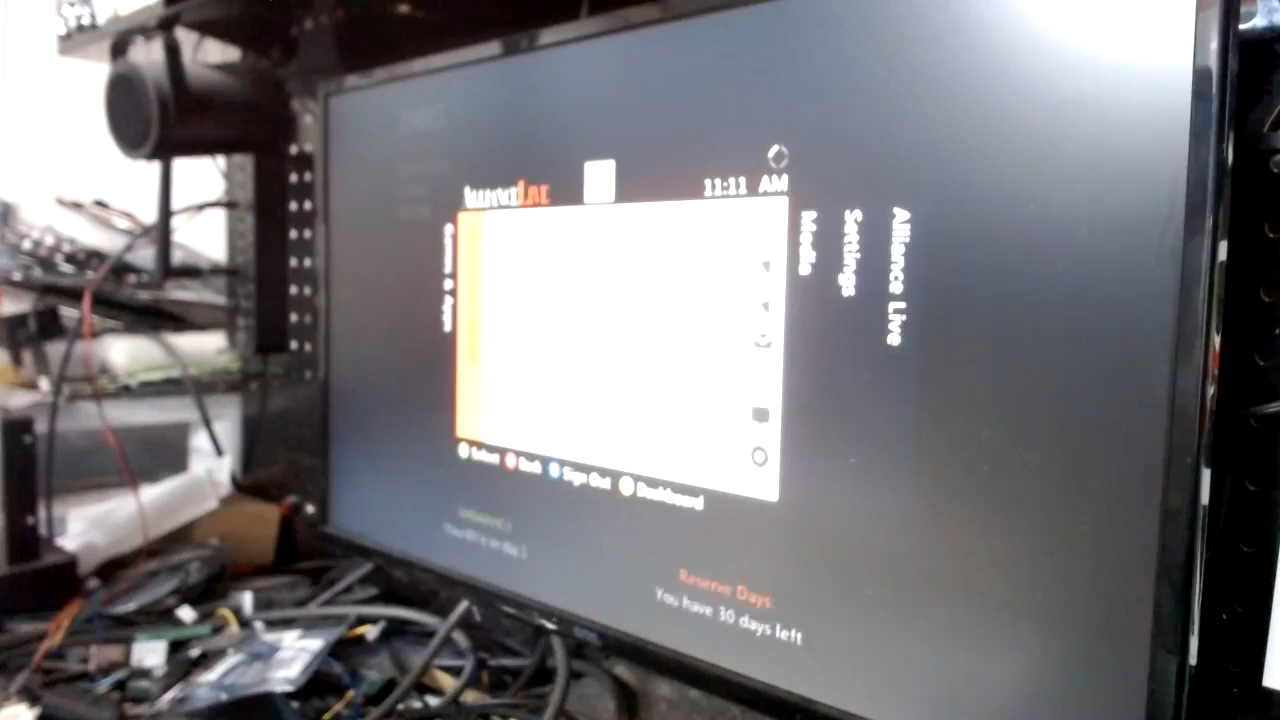 11:11 AM
Alliance Live
Settings
Media
Games & Apps
Select Back Sign Out Dashboard
Reserve Days
You have 30 days left